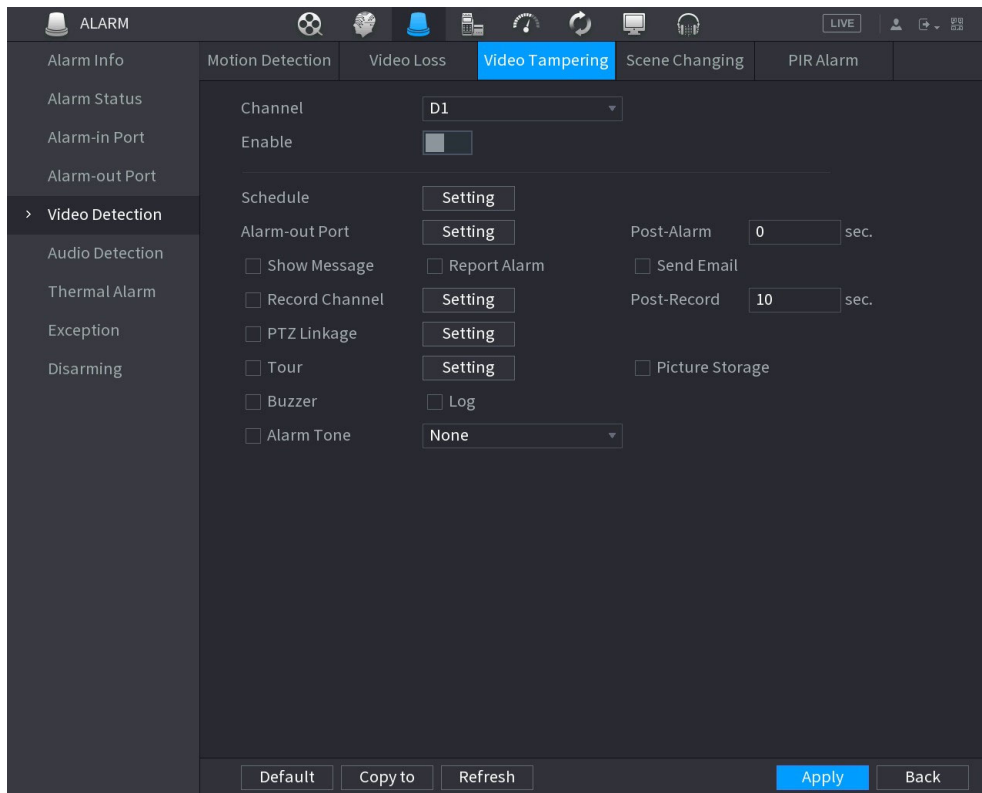 ALARM LIVE
Alarm Info
Alarm Status
Alarm-in Port
Alarm-out Port
> Video Detection
Audio Detection
Thermal Alarm
Exception
Disarming
Motion Detection Video Loss Video Tampering Scene Changing PIR Alarm
Channel D1
Enable
Schedule Setting
Alarm-out Port Setting Post-Alarm 0 sec.
Show Message Report Alarm Send Email
Record Channel Setting Post-Record 10 sec.
PTZ Linkage Setting
Tour Setting Picture Storage
Buzzer Log
Alarm Tone None
Default Copy to Refresh Apply Back